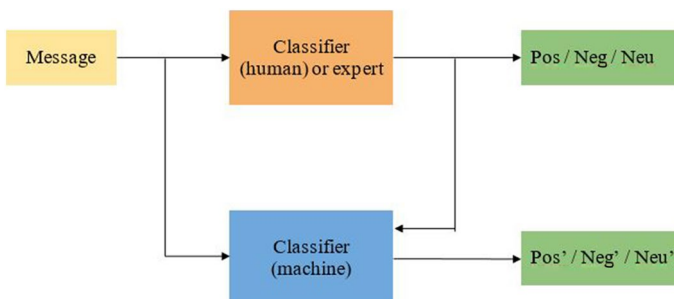 Message
Classifier
(human) or expert
Pos / Neg / Neu
Classifier
(machine)
Pos’ / Neg’ / Neu’